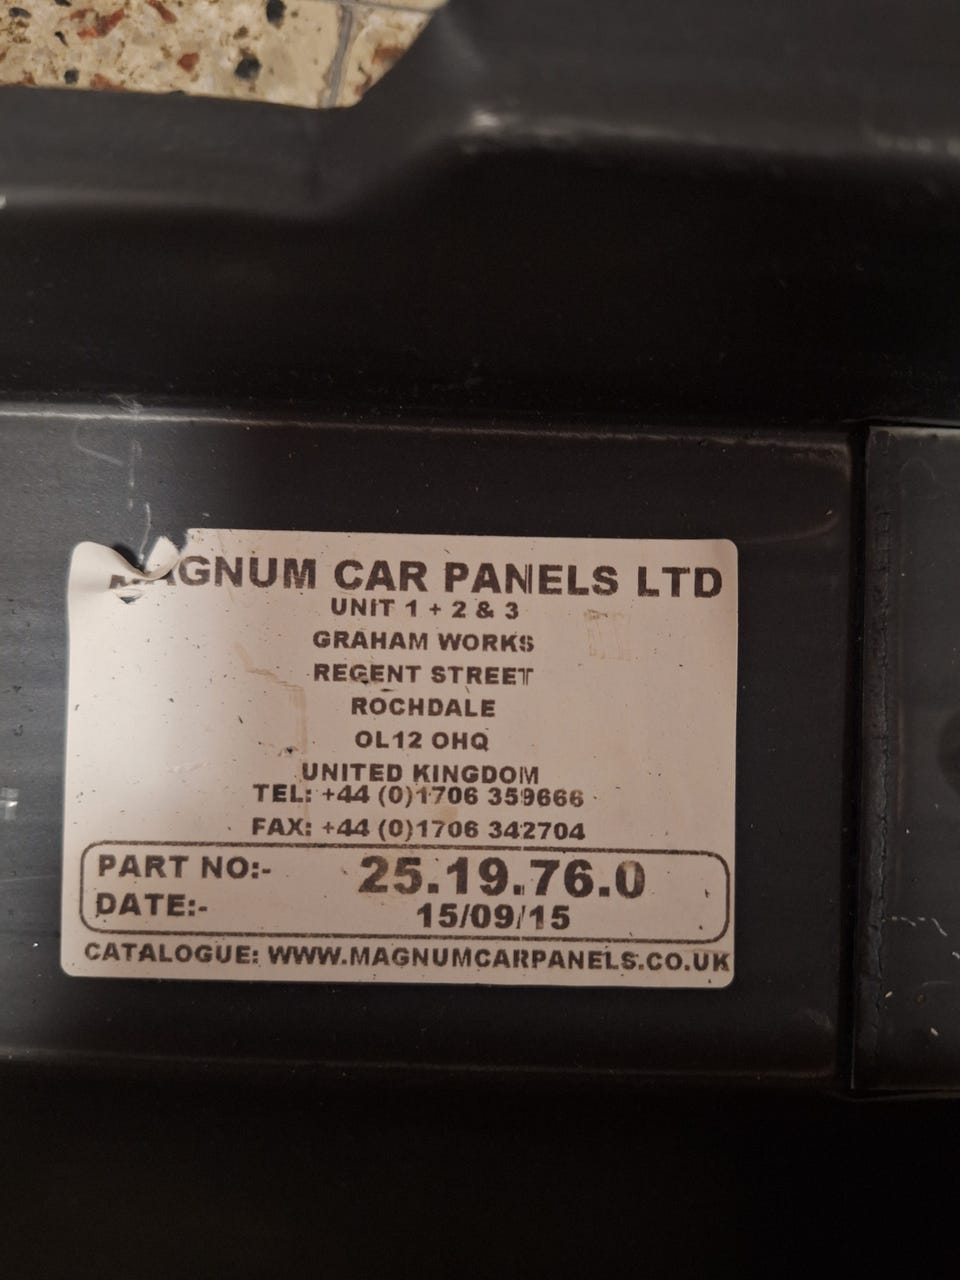 MAGNUM CAR PANELS LTD
UNIT 1 + 2 & 3
GRAHAM WORKS
REGENT STREET
ROCHDALE
OL12 OHQ
UNITED KINGDOM
TEL: +44 (0)1706 359666
FAX: +44 (0)1706 342704
PART NO:- 25.19.76.0
DATE:- 15/09/15
CATALOGUE: WWW.MAGNUMCARPANELS.CO.UK